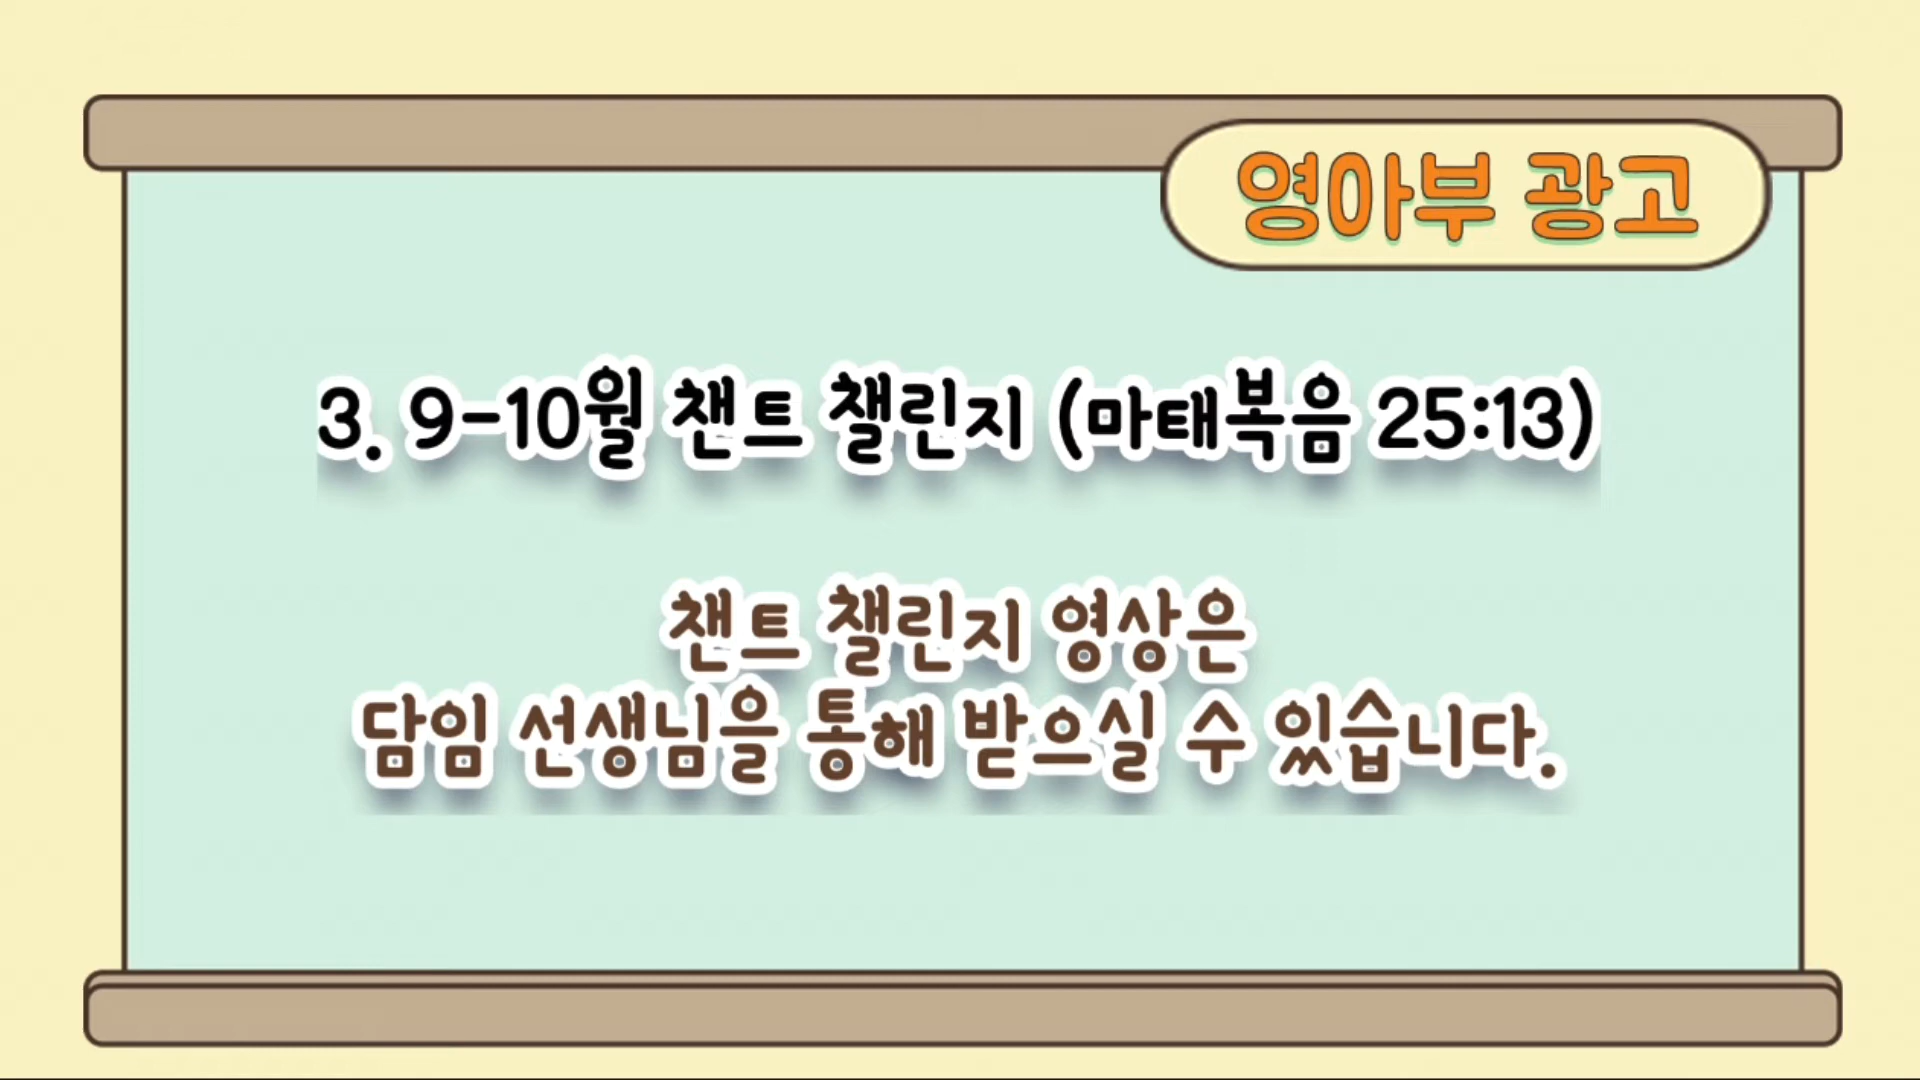 영아부 광고
3. 9-10월 챈트 챌린지 (마태복음 25:13)
챈트 챌린지 영상은
담임 선생님을 통해 받으실 수 있습니다.